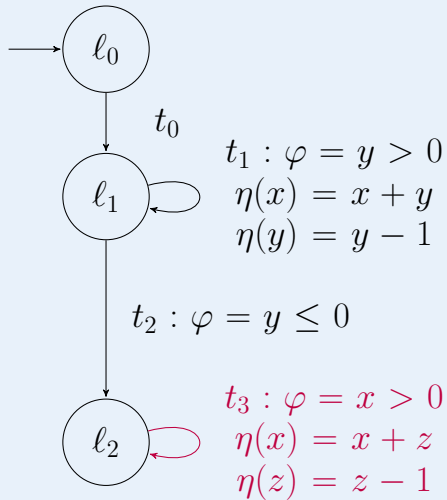 ℓ₀
t₀
t₁ : φ = y > 0
ℓ₁
η(x) = x + y
η(y) = y − 1
t₂ : φ = y ≤ 0
t₃ : φ = x > 0
ℓ₂
η(x) = x + z
η(z) = z − 1